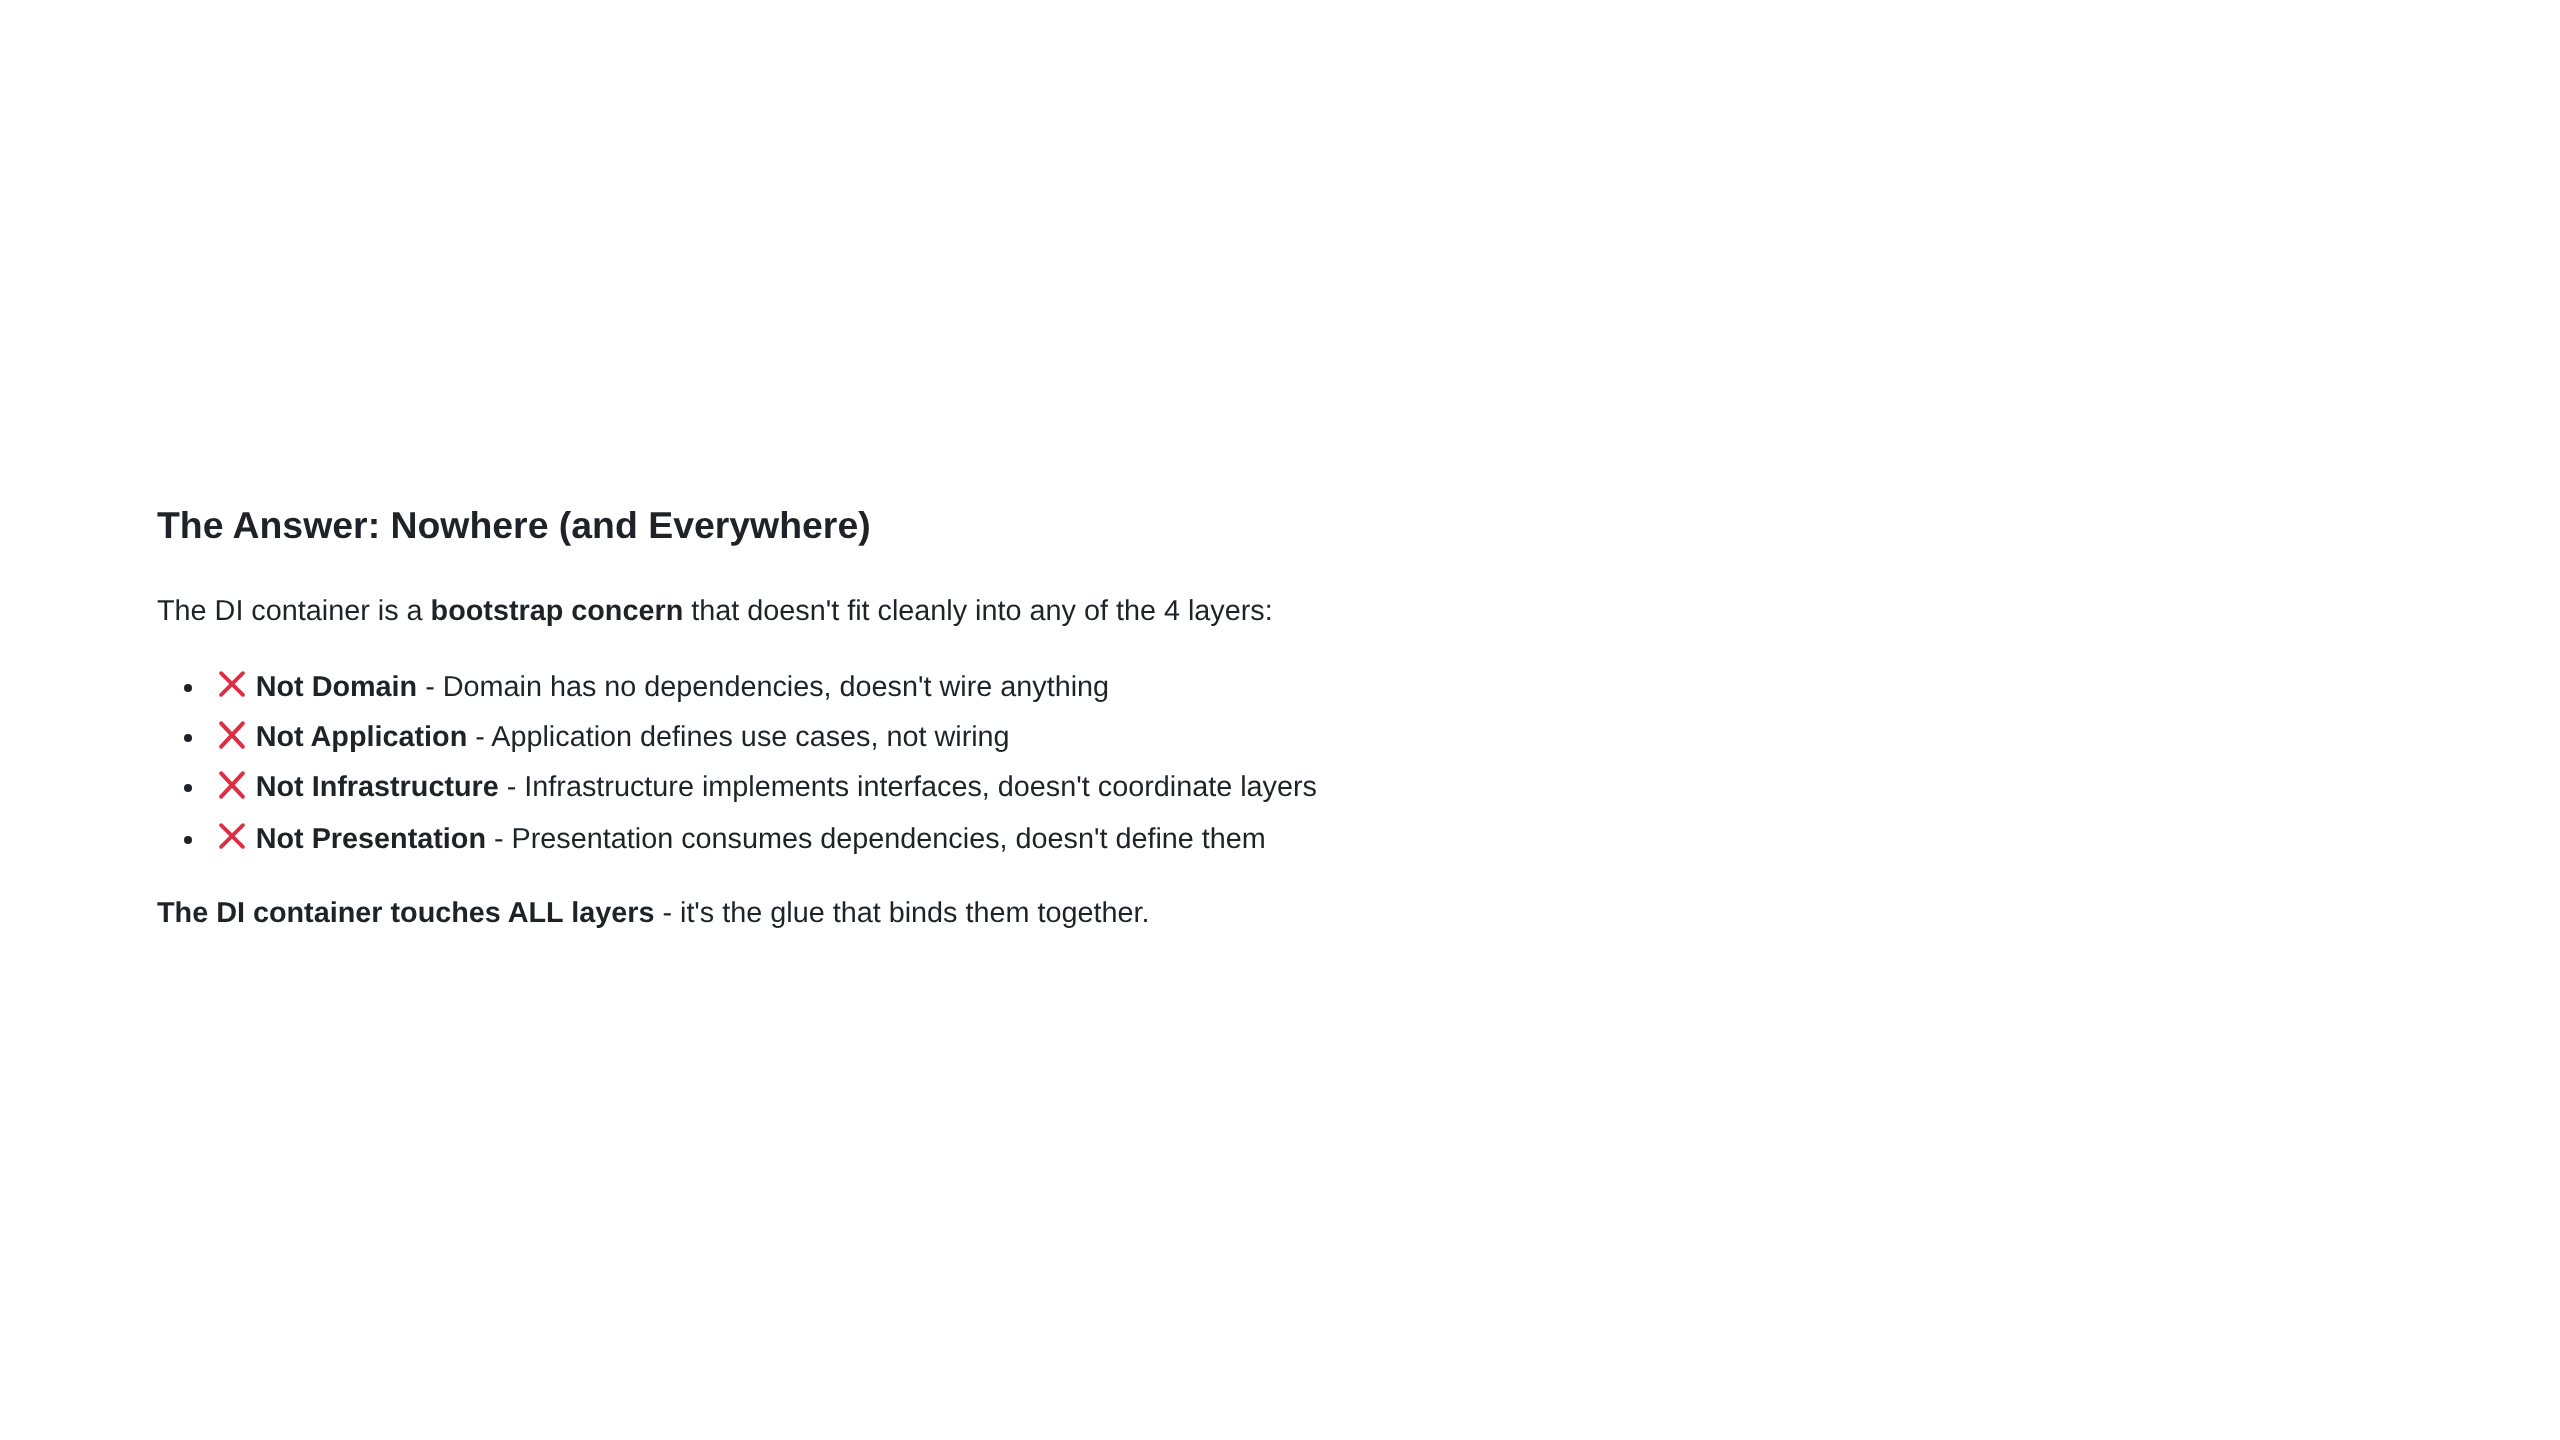 The Answer: Nowhere (and Everywhere)
The DI container is a bootstrap concern that doesn't fit cleanly into any of the 4 layers:
• ❌ Not Domain - Domain has no dependencies, doesn't wire anything
• ❌ Not Application - Application defines use cases, not wiring
• ❌ Not Infrastructure - Infrastructure implements interfaces, doesn't coordinate layers
• ❌ Not Presentation - Presentation consumes dependencies, doesn't define them
The DI container touches ALL layers - it's the glue that binds them together.